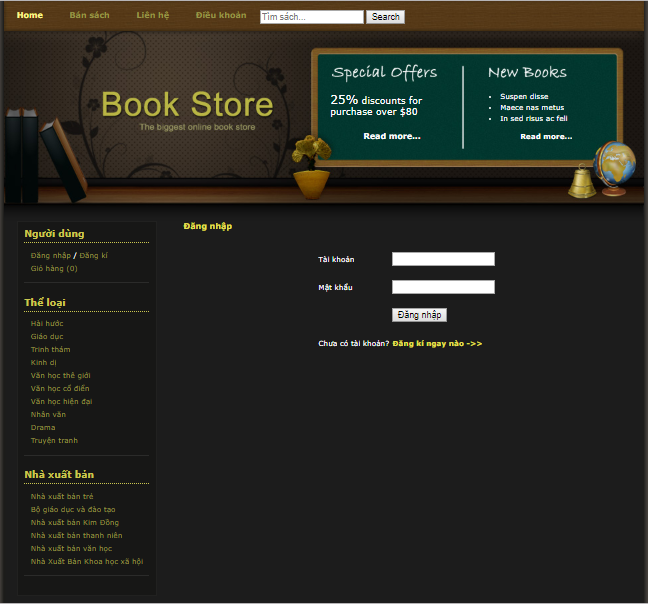 Home Bán sách Liên hệ Điều khoản Tìm sách... Search
Book Store
The biggest online book store
Special Offers
25% discounts for
purchase over $80
Read more...
New Books
Suspen disse
Maece nas metus
In sed risus ac feli
Read more...
Người dùng
Đăng nhập / Đăng kí
Giỏ hàng (0)
Thể loại
Hài hước
Giáo dục
Trinh thám
Kinh dị
Văn học thế giới
Văn học cổ điển
Văn học hiện đại
Nhân văn
Drama
Truyện tranh
Nhà xuất bản
Nhà xuất bản trẻ
Bộ giáo dục và đào tạo
Nhà xuất bản Kim Đồng
Nhà xuất bản thanh niên
Nhà xuất bản văn học
Nhà Xuất Bản Khoa học xã hội
Đăng nhập
Tài khoản
Mật khẩu
Đăng nhập
Chưa có tài khoản? Đăng kí ngay nào ->>